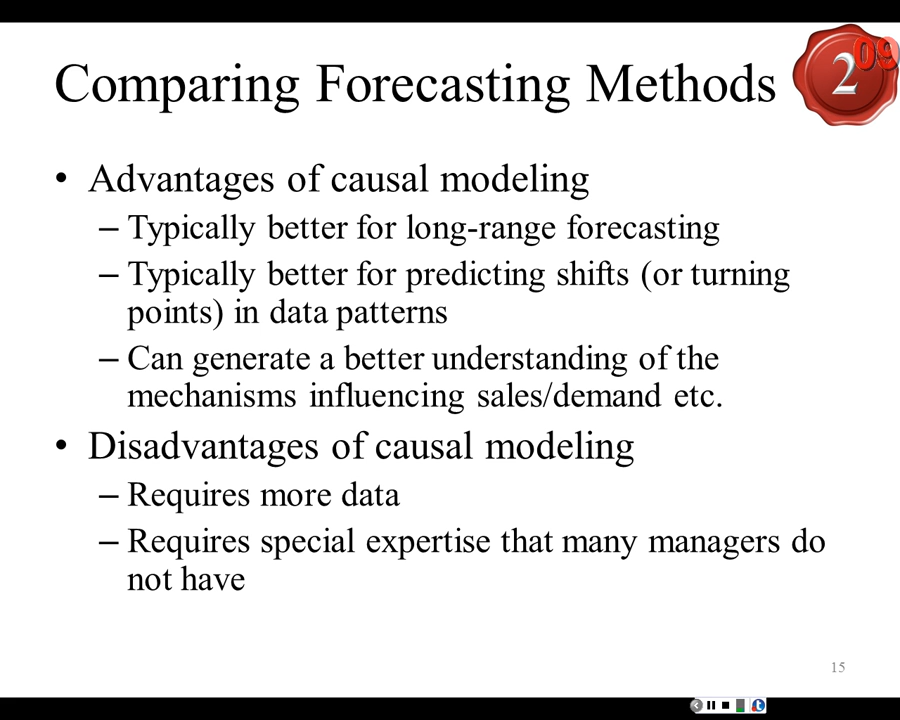 Comparing Forecasting Methods
2
09
• Advantages of causal modeling
– Typically better for long-range forecasting
– Typically better for predicting shifts (or turning
points) in data patterns
– Can generate a better understanding of the
mechanisms influencing sales/demand etc.
• Disadvantages of causal modeling
– Requires more data
– Requires special expertise that many managers do
not have
15